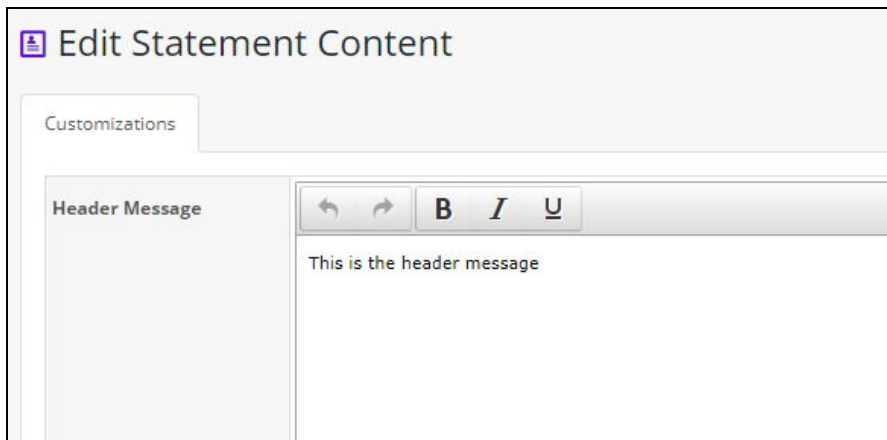 Edit Statement Content
Customizations
Header Message
B I U
This is the header message